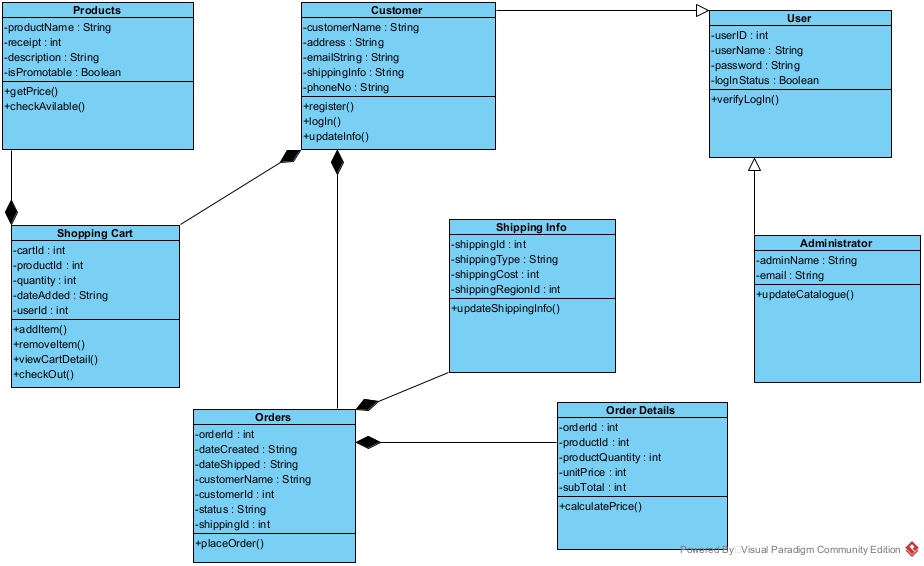 Products
-productName : String
-receipt : int
-description : String
-isPromotable : Boolean
+getPrice()
+checkAvilable()
Customer
-customerName : String
-address : String
-emailString : String
-shippingInfo : String
-phoneNo : String
+register()
+logIn()
+updateInfo()
User
-userID : int
-userName : String
-password : String
-logInStatus : Boolean
+verifyLogIn()
Shopping Cart
-cartId : int
-productId : int
-quantity : int
-dateAdded : String
-userId : int
+addItem()
+removeItem()
+viewCartDetail()
+checkOut()
Shipping Info
-shippingId : int
-shippingType : String
-shippingCost : int
-shippingRegionId : int
+updateShippingInfo()
Administrator
-adminName : String
-email : String
+updateCatalogue()
Orders
-orderId : int
-dateCreated : String
-dateShipped : String
-customerName : String
-customerId : int
-status : String
-shippingId : int
+placeOrder()
Order Details
-orderId : int
-productId : int
-productQuantity : int
-unitPrice : int
-subTotal : int
+calculatePrice()
Powered By Visual Paradigm Community Edition